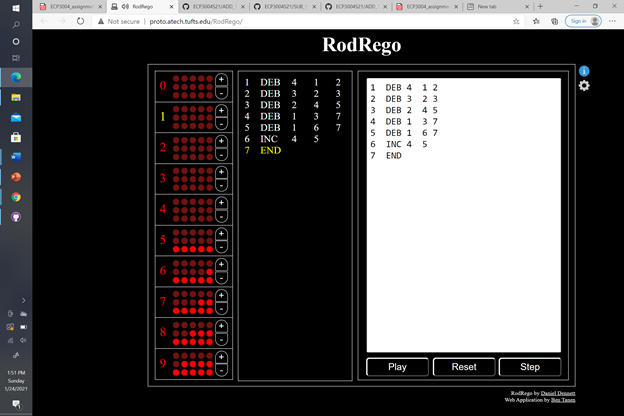 ECP3004_assignme
RodRego
ECP3004S21/ADD_
ECP3004S21/SUB_
ECP3004S21/ADD_
ECP3004_assignme
New tab
Not secure | proto.atech.tufts.edu/RodRego/
Sign in
RodRego
0 + -
1 + -
2 + -
3 + -
4 + -
5 + -
6 + -
7 + -
8 + -
9 + -
1 DEB 4 1 2
2 DEB 3 2 3
3 DEB 2 4 5
4 DEB 1 3 7
5 DEB 1 6 7
6 INC 4 5
7 END
1 DEB 4 1 2
2 DEB 3 2 3
3 DEB 2 4 5
4 DEB 1 3 7
5 DEB 1 6 7
6 INC 4 5
7 END
Play Reset Step
RodRego by Daniel Dennett
Web Application by Ben Tanen
1:51 PM
Sunday
1/24/2021